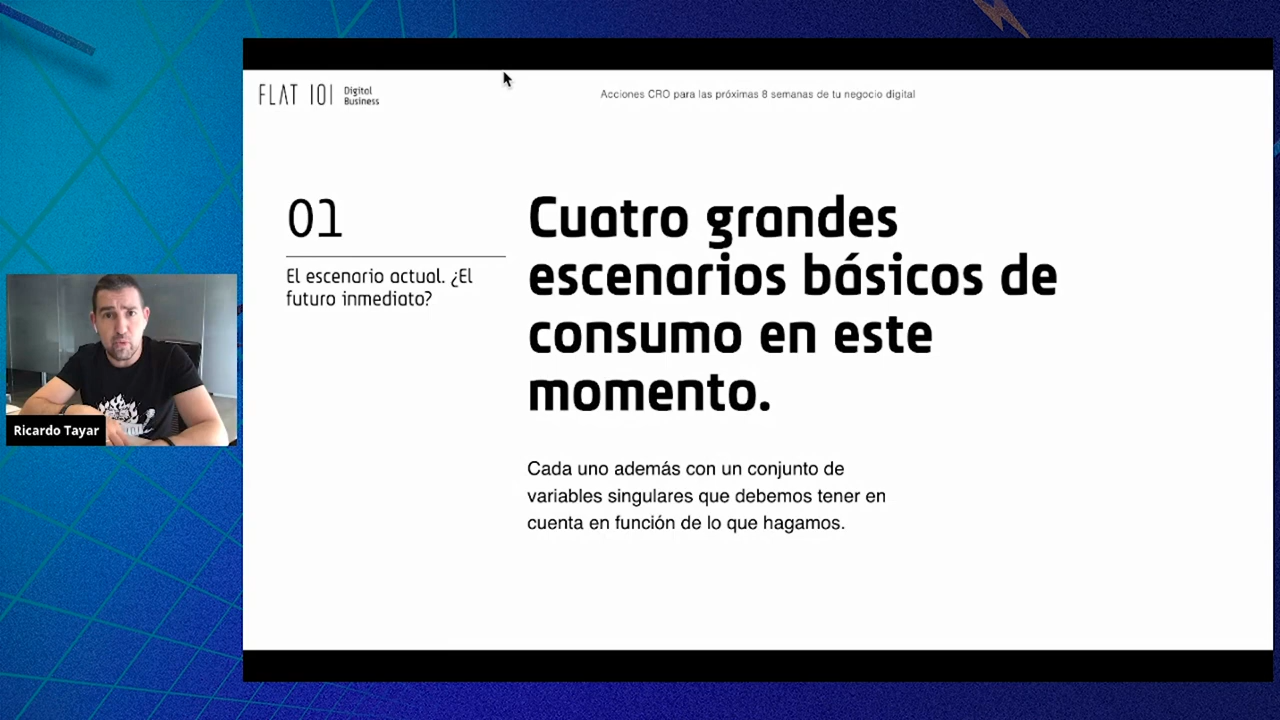 FLAT 101
Digital
Business
Acciones CRO para las próximas 8 semanas de tu negocio digital
01
El escenario actual. ¿El
futuro inmediato?
Cuatro grandes
escenarios básicos de
consumo en este
momento.
Cada uno además con un conjunto de
variables singulares que debemos tener en
cuenta en función de lo que hagamos.
Ricardo Tayar